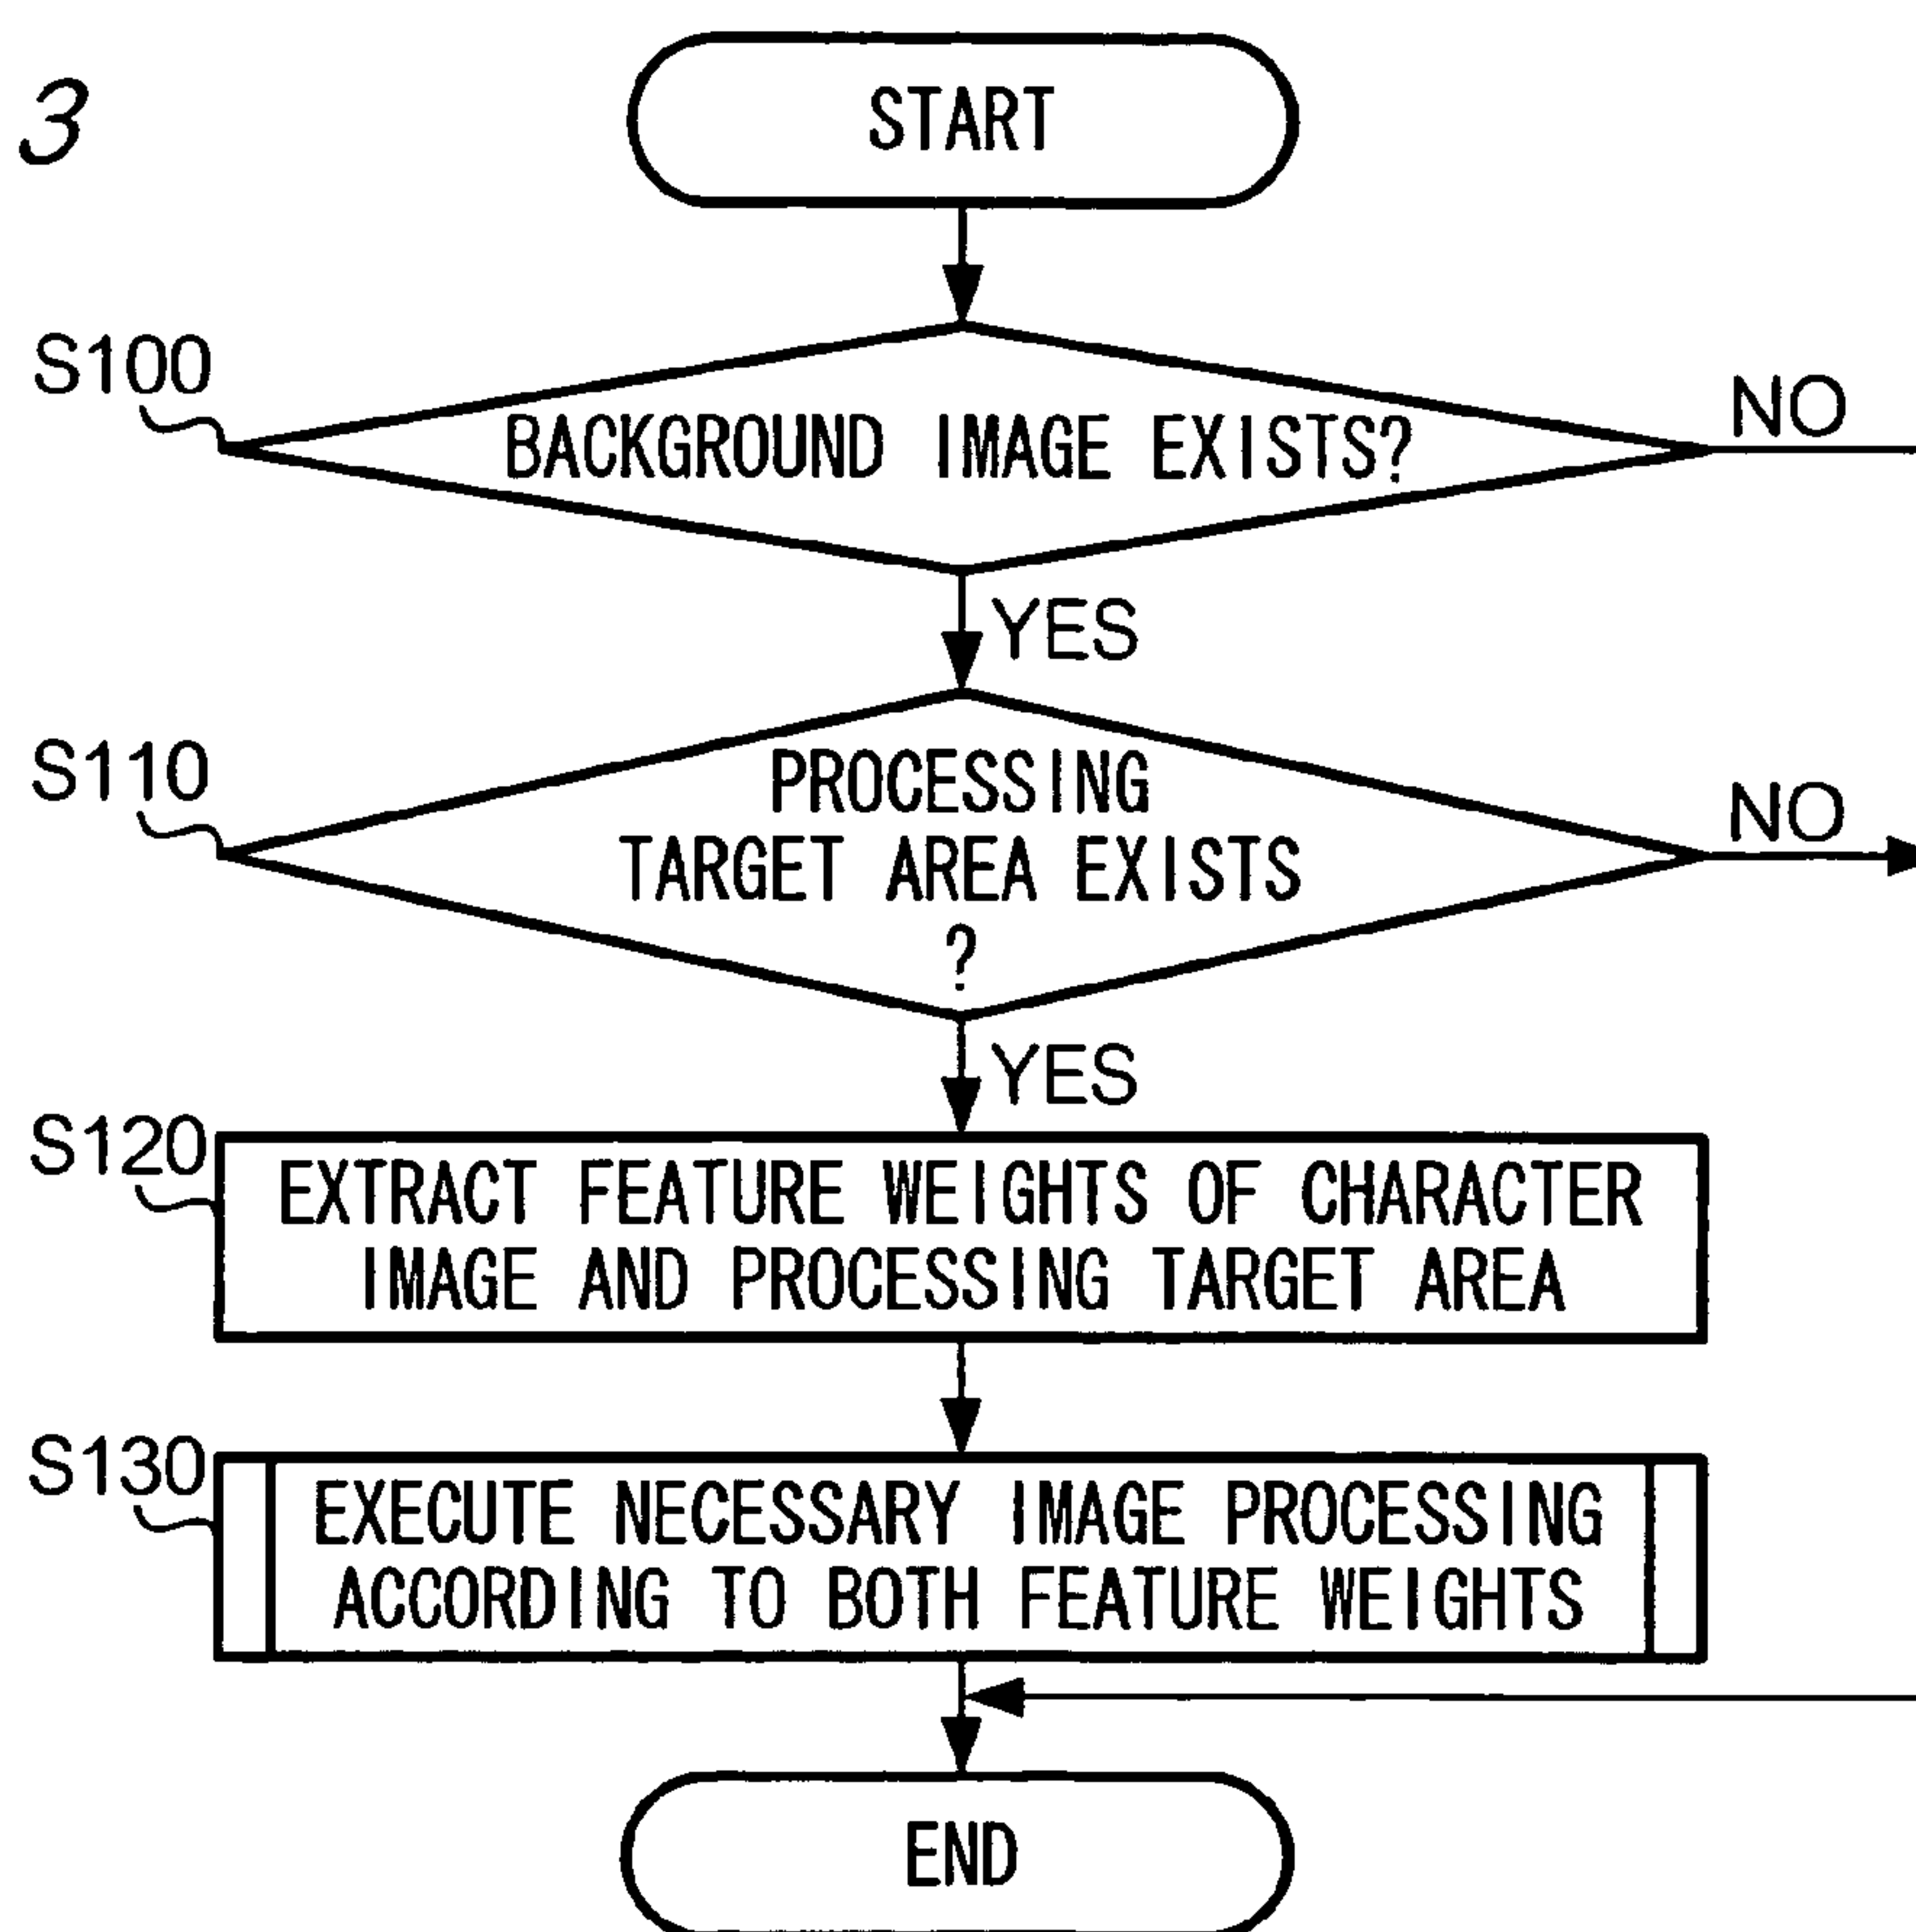 3
START
S100
BACKGROUND IMAGE EXISTS?
NO
YES
S110
PROCESSING
TARGET AREA EXISTS
?
NO
YES
S120
EXTRACT FEATURE WEIGHTS OF CHARACTER
IMAGE AND PROCESSING TARGET AREA
S130
EXECUTE NECESSARY IMAGE PROCESSING
ACCORDING TO BOTH FEATURE WEIGHTS
END